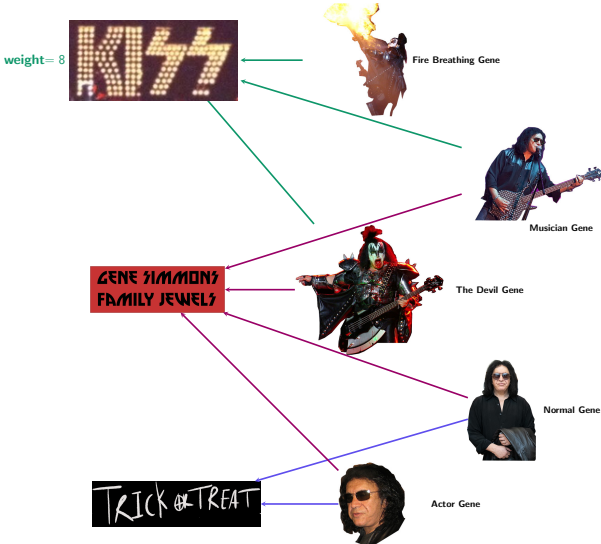 weight= 8
KISS
Fire Breathing Gene
Musician Gene
GENE SIMMONS
FAMILY JEWELS
The Devil Gene
Normal Gene
TRICK OR TREAT
Actor Gene